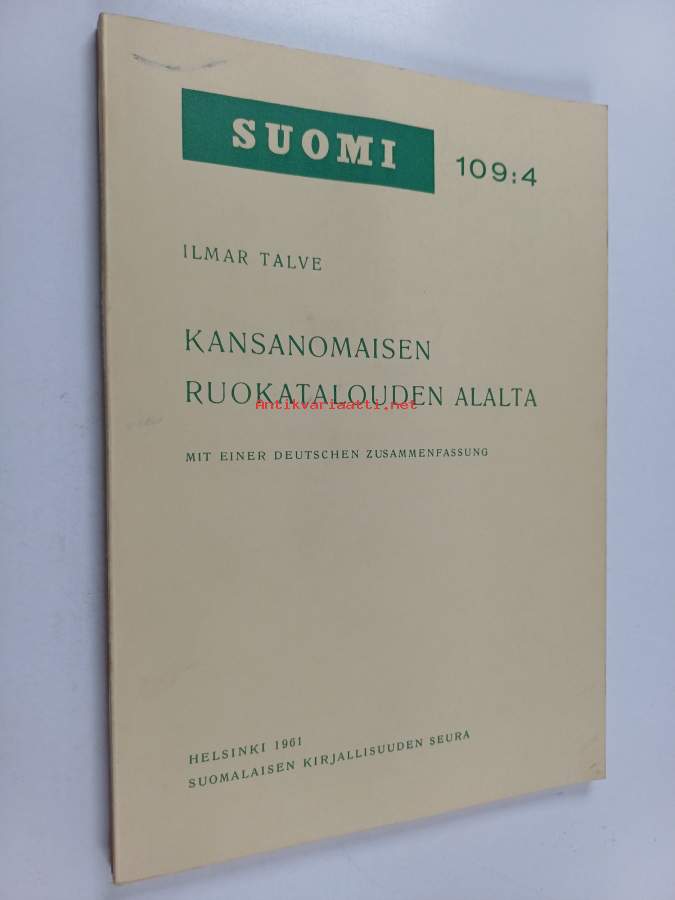 SUOMI
109:4
ILMAR TALVE
KANSANOMAISEN
RUOKATALOUDEN ALALTA
Antikvariaatti.net
MIT EINER DEUTSCHEN ZUSAMMENFASSUNG
HELSINKI 1961
SUOMALAISEN KIRJALLISUUDEN SEURA